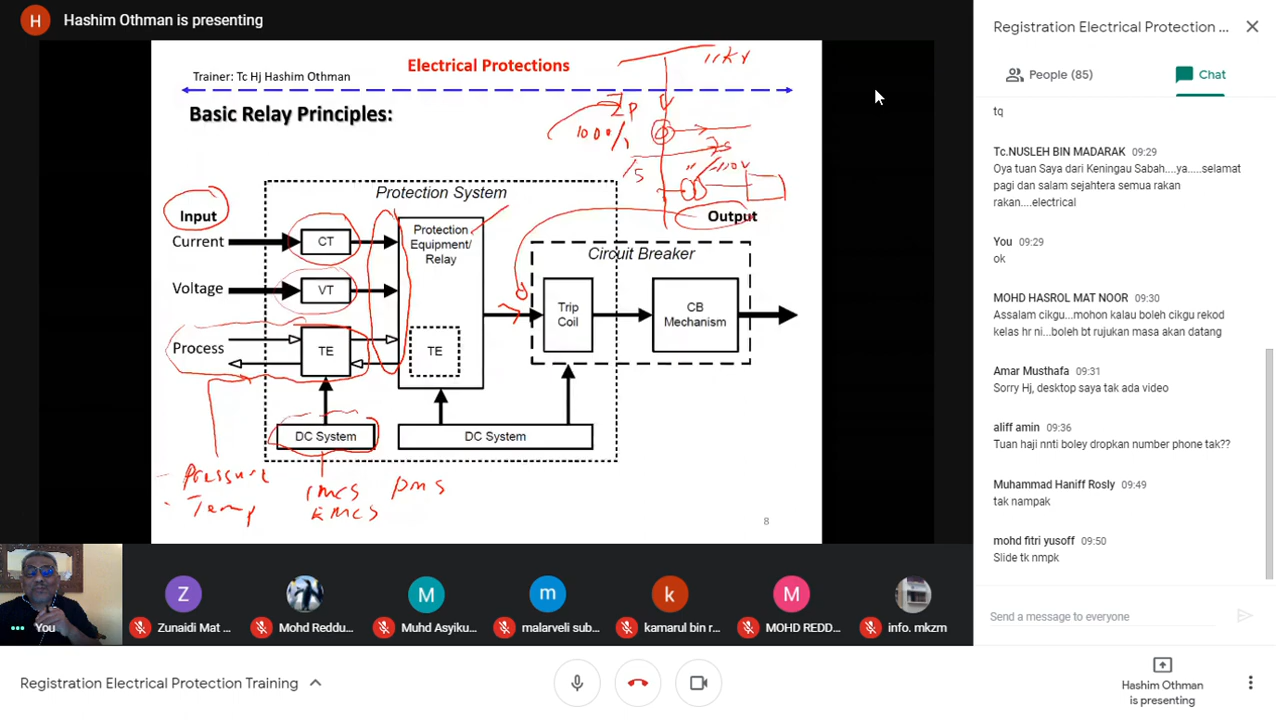 H
Hashim Othman is presenting
Trainer: Tc Hj Hashim Othman
Electrical Protections
Basic Relay Principles:
11kv
100%
Protection System
Input
Output
Current
CT
Protection
Equipment/
Relay
Circuit Breaker
Voltage
VT
Trip
Coil
CB
Mechanism
Process
TE
TE
DC System
DC System
- Pressure
- Temp
PMS
8
You
Z
Zunaidi Mat ...
Mohd Reddu...
M
Muhd Asyiku...
m
malarveli sub...
k
kamarul bin r...
M
MOHD REDD...
info. mkzm
Registration Electrical Protection Training
Hashim Othman
is presenting
Registration Electrical Protection ...
People (85)
Chat
tq
Tc.NUSLEH BIN MADARAK 09:29
Oya tuan Saya dari Keningau Sabah....ya.....selamat
pagi dan salam sejahtera semua rakan
rakan....electrical
You 09:29
ok
MOHD HASROL MAT NOOR 09:30
Assalam cikgu...mohon kalau boleh cikgu rekod
kelas hr ni...boleh bt rujukan masa akan datang
Amar Musthafa 09:31
Sorry Hj, desktop saya tak ada video
aliff amin 09:36
Tuan haji nnti boley dropkan number phone tak??
Muhammad Haniff Rosly 09:49
tak nampak
mohd fitri yusoff 09:50
Slide tk nmpk
Send a message to everyone